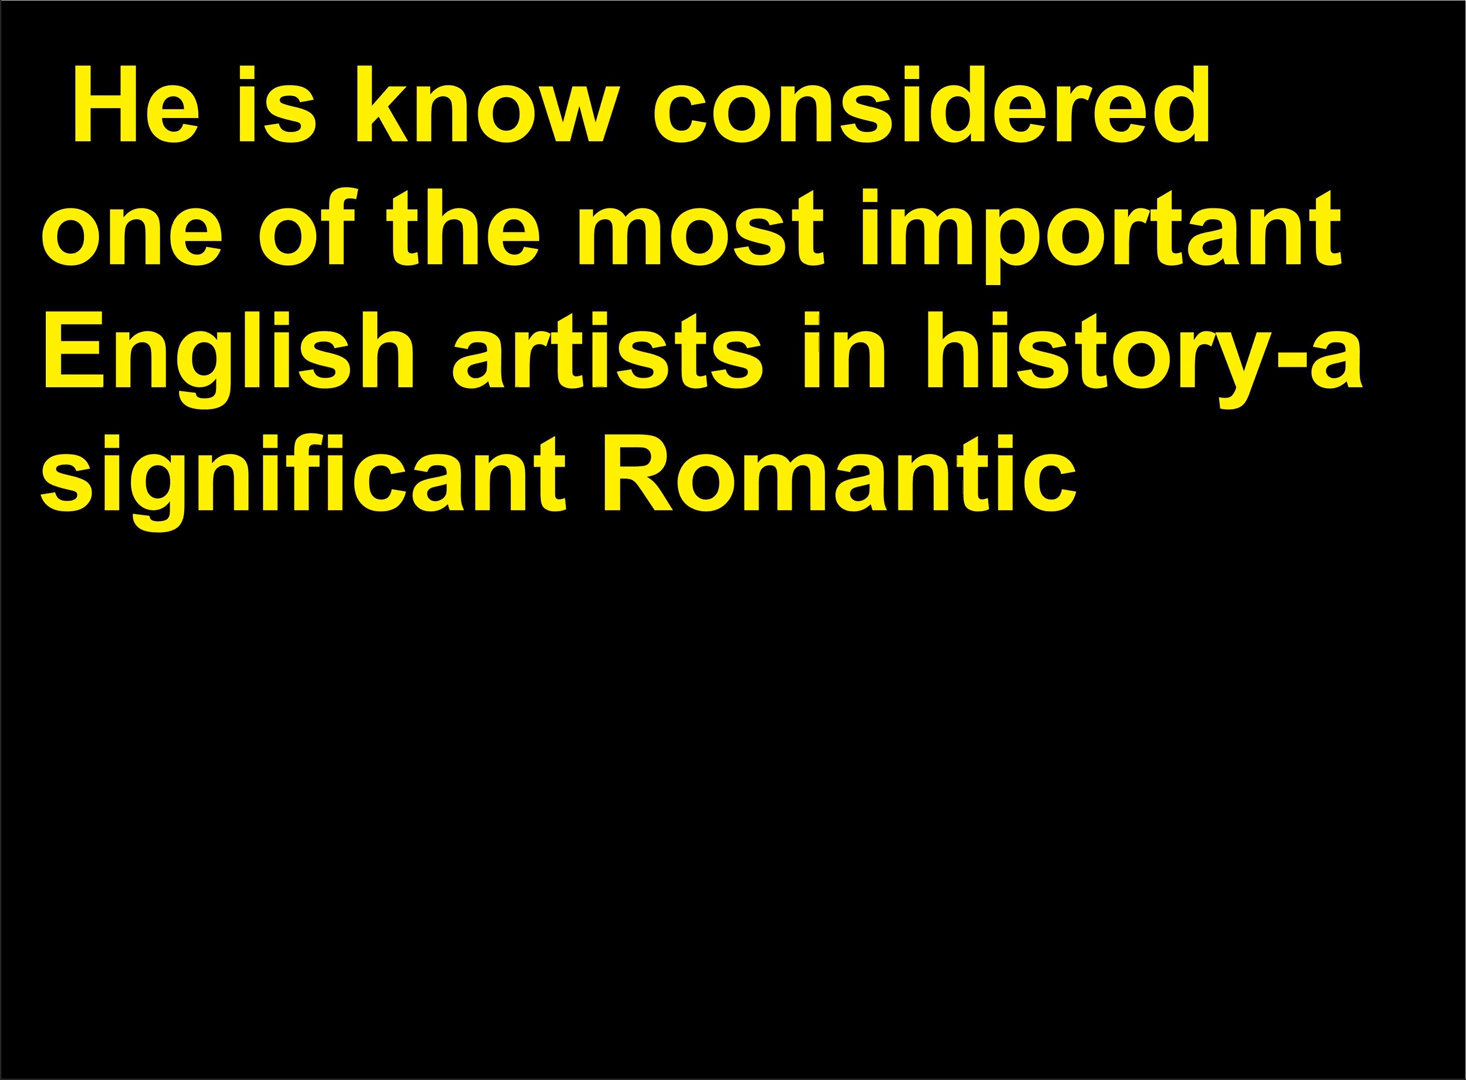 He is know considered
one of the most important
English artists in history-a
significant Romantic